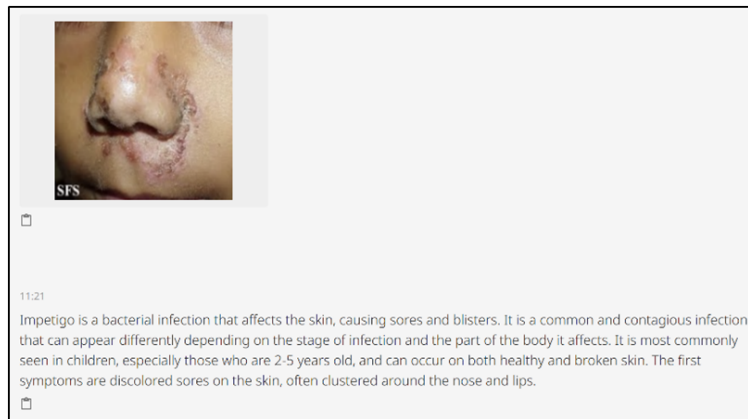 SFS
11:21
Impetigo is a bacterial infection that affects the skin, causing sores and blisters. It is a common and contagious infection
that can appear differently depending on the stage of infection and the part of the body it affects. It is most commonly
seen in children, especially those who are 2-5 years old, and can occur on both healthy and broken skin. The first
symptoms are discolored sores on the skin, often clustered around the nose and lips.